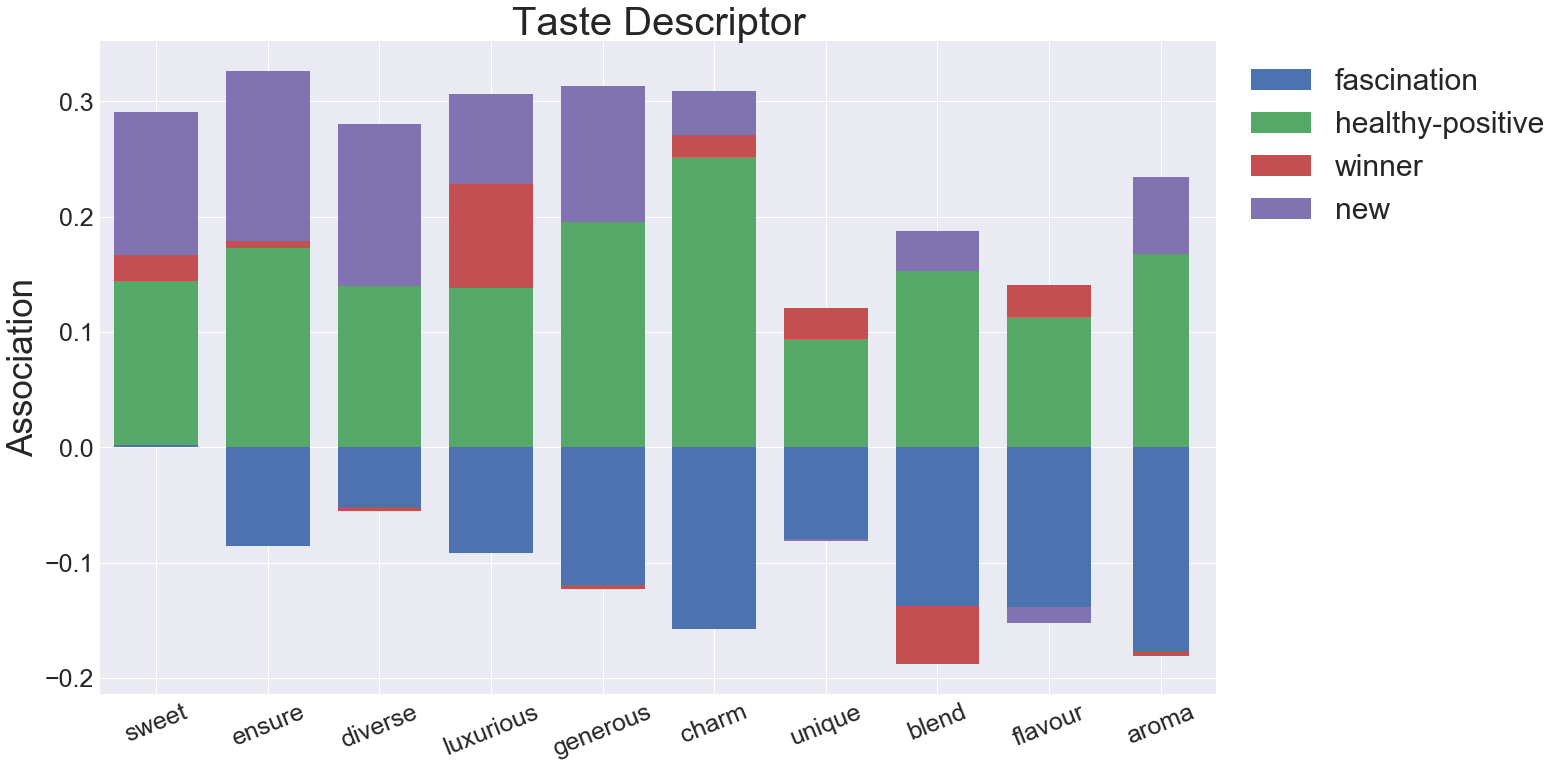 Taste Descriptor
fascination
healthy-positive
winner
new
Association
0.3
0.2
0.1
0.0
−0.1
−0.2
sweet
ensure
diverse
luxurious
generous
charm
unique
blend
flavour
aroma